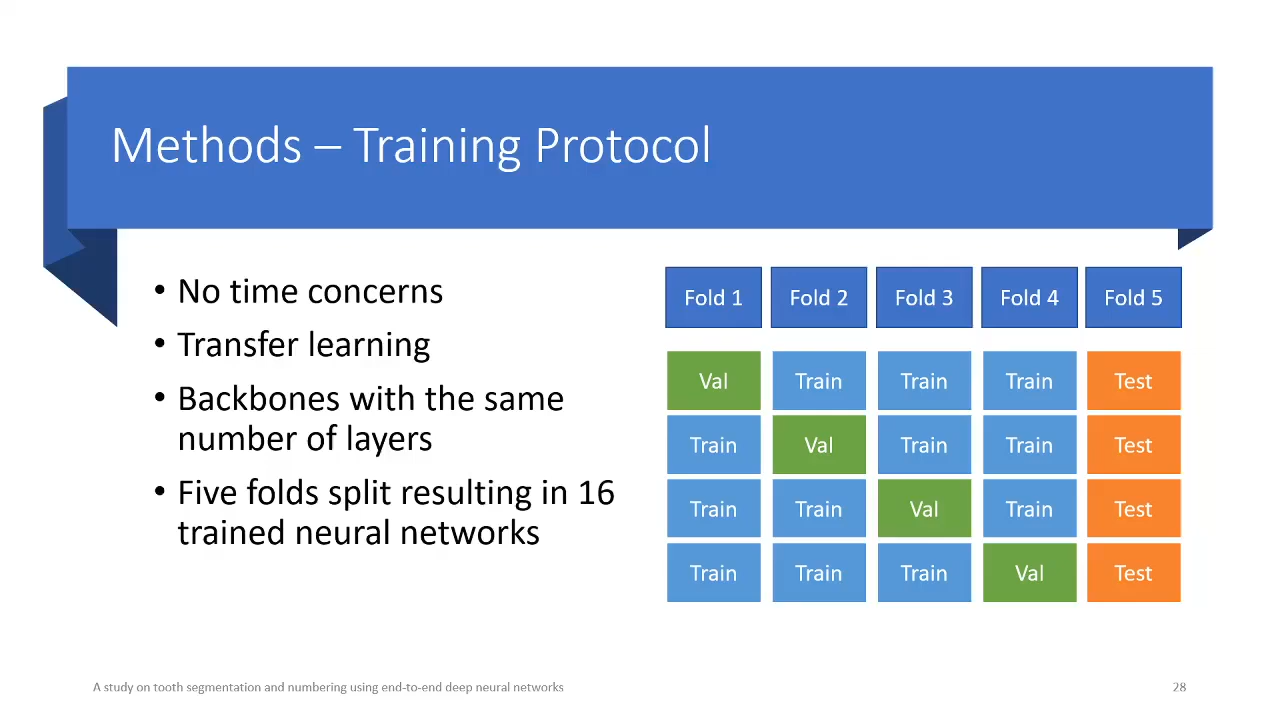 Methods – Training Protocol
• No time concerns
• Transfer learning
• Backbones with the same
number of layers
• Five folds split resulting in 16
trained neural networks
Fold 1 Fold 2 Fold 3 Fold 4 Fold 5
Val Train Train Train Test
Train Val Train Train Test
Train Train Val Train Test
Train Train Train Val Test
A study on tooth segmentation and numbering using end-to-end deep neural networks
28